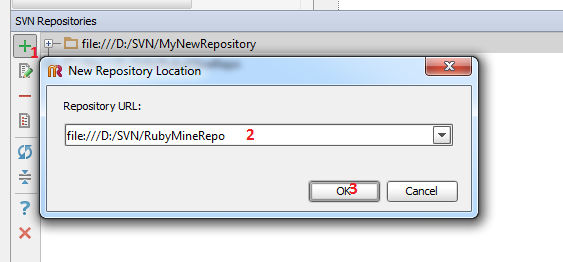 SVN Repositories
1
file:///D:/SVN/MyNewRepository
New Repository Location
Repository URL:
file:///D:/SVN/RubyMineRepo 2
OK 3 Cancel